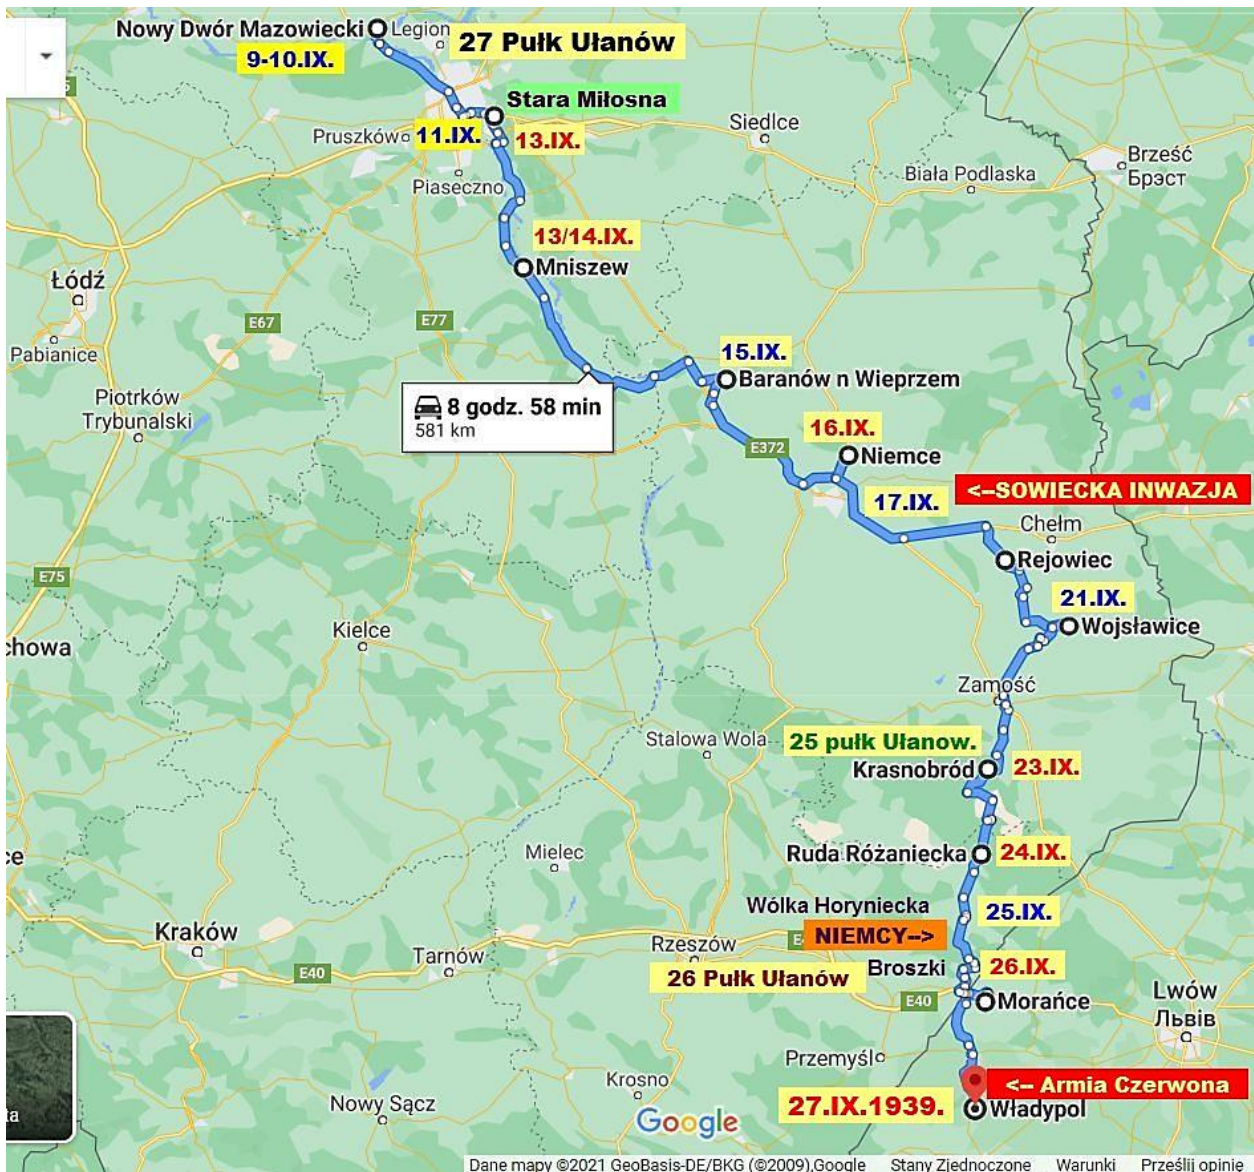 Nowy Dwór Mazowiecki
Legion
27 Pułk Ułanów
9-10.IX.
Stara Miłosna
Pruszków
11.IX.
13.IX.
Siedlce
Piaseczno
Biała Podlaska
Brześć
Брэст
13/14.IX.
Mniszew
Łódź
Pabianice
E67
E77
15.IX.
Baranów n Wieprzem
8 godz. 58 min
581 km
Piotrków
Trybunalski
16.IX.
E372
Niemce
<--SOWIECKA INWAZJA
17.IX.
Chełm
Rejowiec
E75
21.IX.
Wojsławice
Kielce
chowa
Zamość
Stalowa Wola
25 pułk Ułanow.
Krasnobród
23.IX.
Mielec
Ruda Różaniecka
24.IX.
ce
Wólka Horyniecka
25.IX.
Kraków
Tarnów
Rzeszów
NIEMCY-->
E40
26 Pułk Ułanów
Broszki
26.IX.
E40
Morańce
Lwów
Львів
Przemyśl
Krosno
<-- Armia Czerwona
27.IX.1939.
Władypol
Nowy Sącz
Google
Dane mapy ©2021 GeoBasis-DE/BKG (©2009),Google Stany Zjednoczone Warunki Prześlij opinię